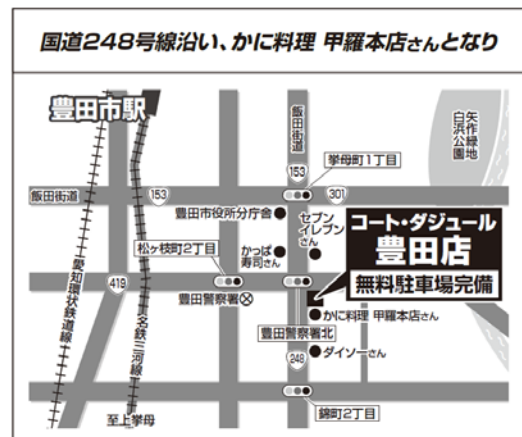 国道248号線沿い、かに料理 甲羅本店さんとなり
豊田市駅
飯田街道
矢作緑地
白浜公園
153
挙母町1丁目
飯田街道
153
301
豊田市役所分庁舎
セブン
イレブン
さん
コート・ダジュール
豊田店
無料駐車場完備
松ヶ枝町2丁目
かっぱ
寿司さん
419
愛知環状鉄道線
名鉄三河線
豊田警察署
かに料理 甲羅本店さん
豊田警察署北
248
ダイソーさん
錦町2丁目
至上挙母